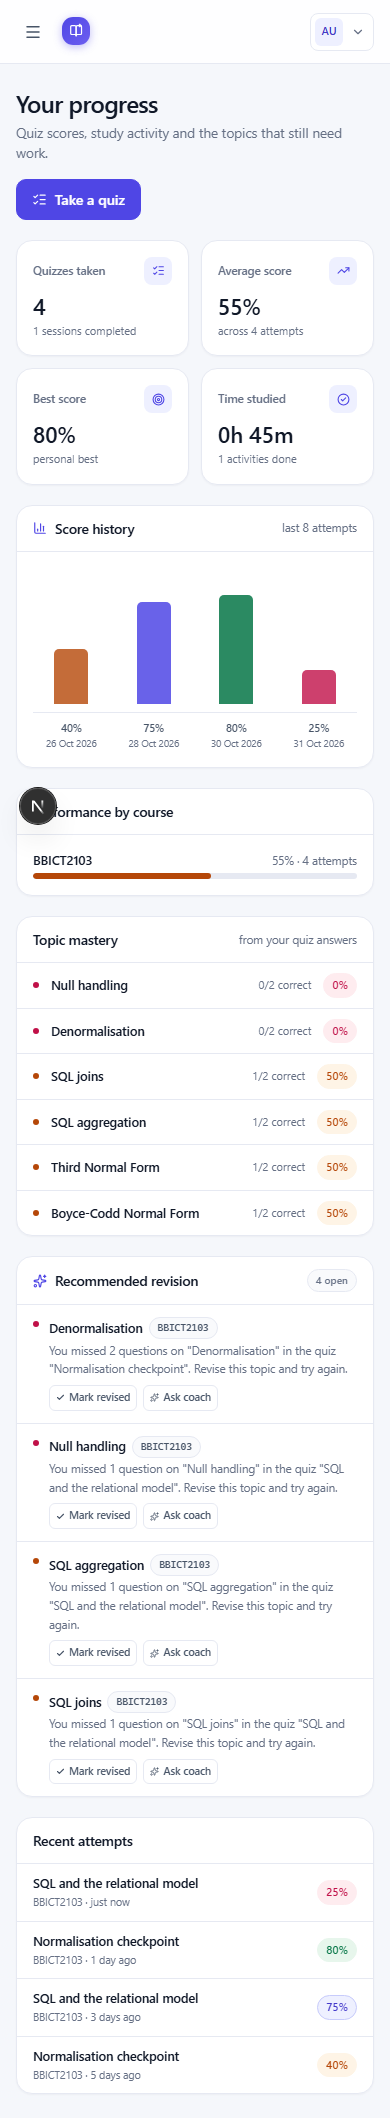 AU
Your progress
Quiz scores, study activity and the topics that still need
work.
Take a quiz
Quizzes taken
4
1 sessions completed
Average score
55%
across 4 attempts
Best score
80%
personal best
Time studied
0h 45m
1 activities done
Score history
last 8 attempts
40%
26 Oct 2026
75%
28 Oct 2026
80%
30 Oct 2026
25%
31 Oct 2026
N
formance by course
BBICT2103
55% · 4 attempts
Topic mastery
from your quiz answers
Null handling
0/2 correct
0%
Denormalisation
0/2 correct
0%
SQL joins
1/2 correct
50%
SQL aggregation
1/2 correct
50%
Third Normal Form
1/2 correct
50%
Boyce-Codd Normal Form
1/2 correct
50%
Recommended revision
4 open
Denormalisation BBICT2103
You missed 2 questions on "Denormalisation" in the quiz
"Normalisation checkpoint". Revise this topic and try again.
Mark revised
Ask coach
Null handling BBICT2103
You missed 1 question on "Null handling" in the quiz "SQL
and the relational model". Revise this topic and try again.
Mark revised
Ask coach
SQL aggregation BBICT2103
You missed 1 question on "SQL aggregation" in the quiz
"SQL and the relational model". Revise this topic and try
again.
Mark revised
Ask coach
SQL joins BBICT2103
You missed 1 question on "SQL joins" in the quiz "SQL and
the relational model". Revise this topic and try again.
Mark revised
Ask coach
Recent attempts
SQL and the relational model
BBICT2103 · just now
25%
Normalisation checkpoint
BBICT2103 · 1 day ago
80%
SQL and the relational model
BBICT2103 · 3 days ago
75%
Normalisation checkpoint
BBICT2103 · 5 days ago
40%